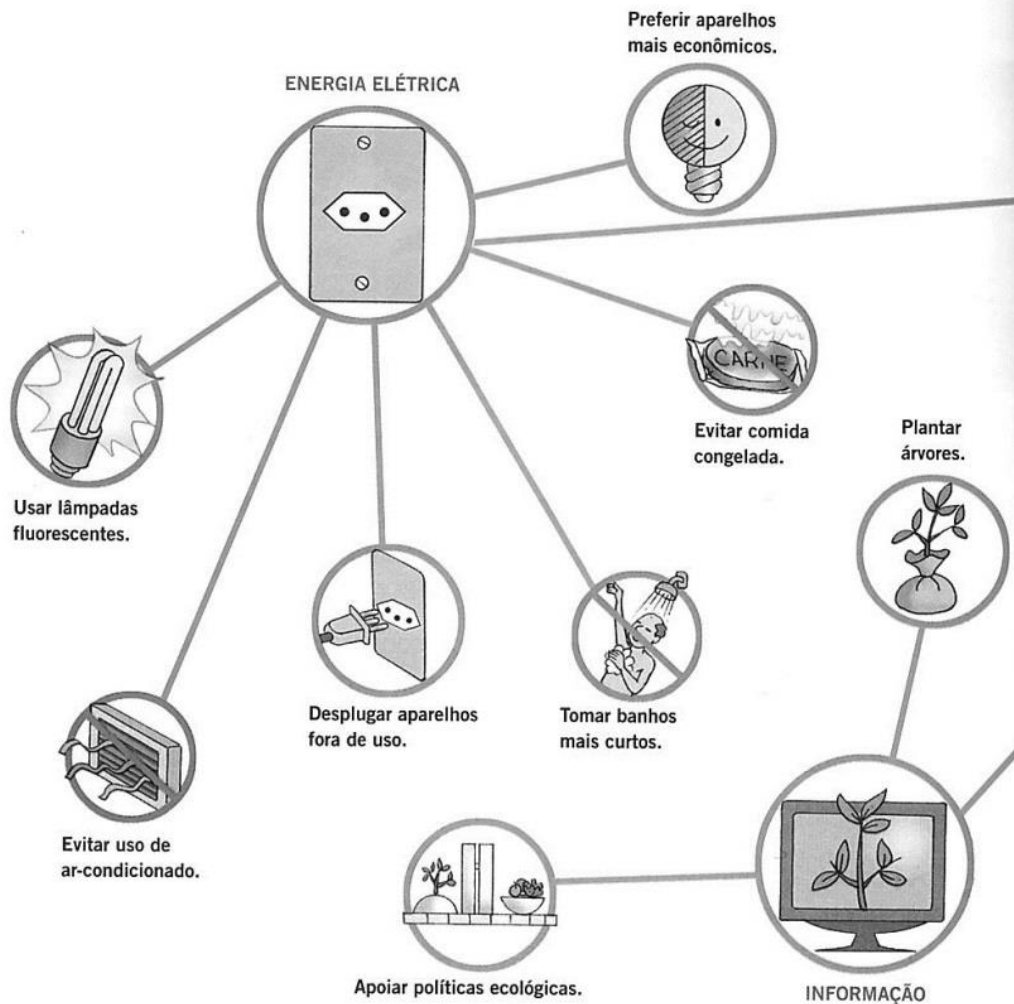 Preferir aparelhos
mais econômicos.
ENERGIA ELÉTRICA
CARNE
Evitar comida
congelada.
Plantar
árvores.
Usar lâmpadas
fluorescentes.
Desplugar aparelhos
fora de uso.
Tomar banhos
mais curtos.
Evitar uso de
ar-condicionado.
Apoiar políticas ecológicas.
INFORMAÇÃO